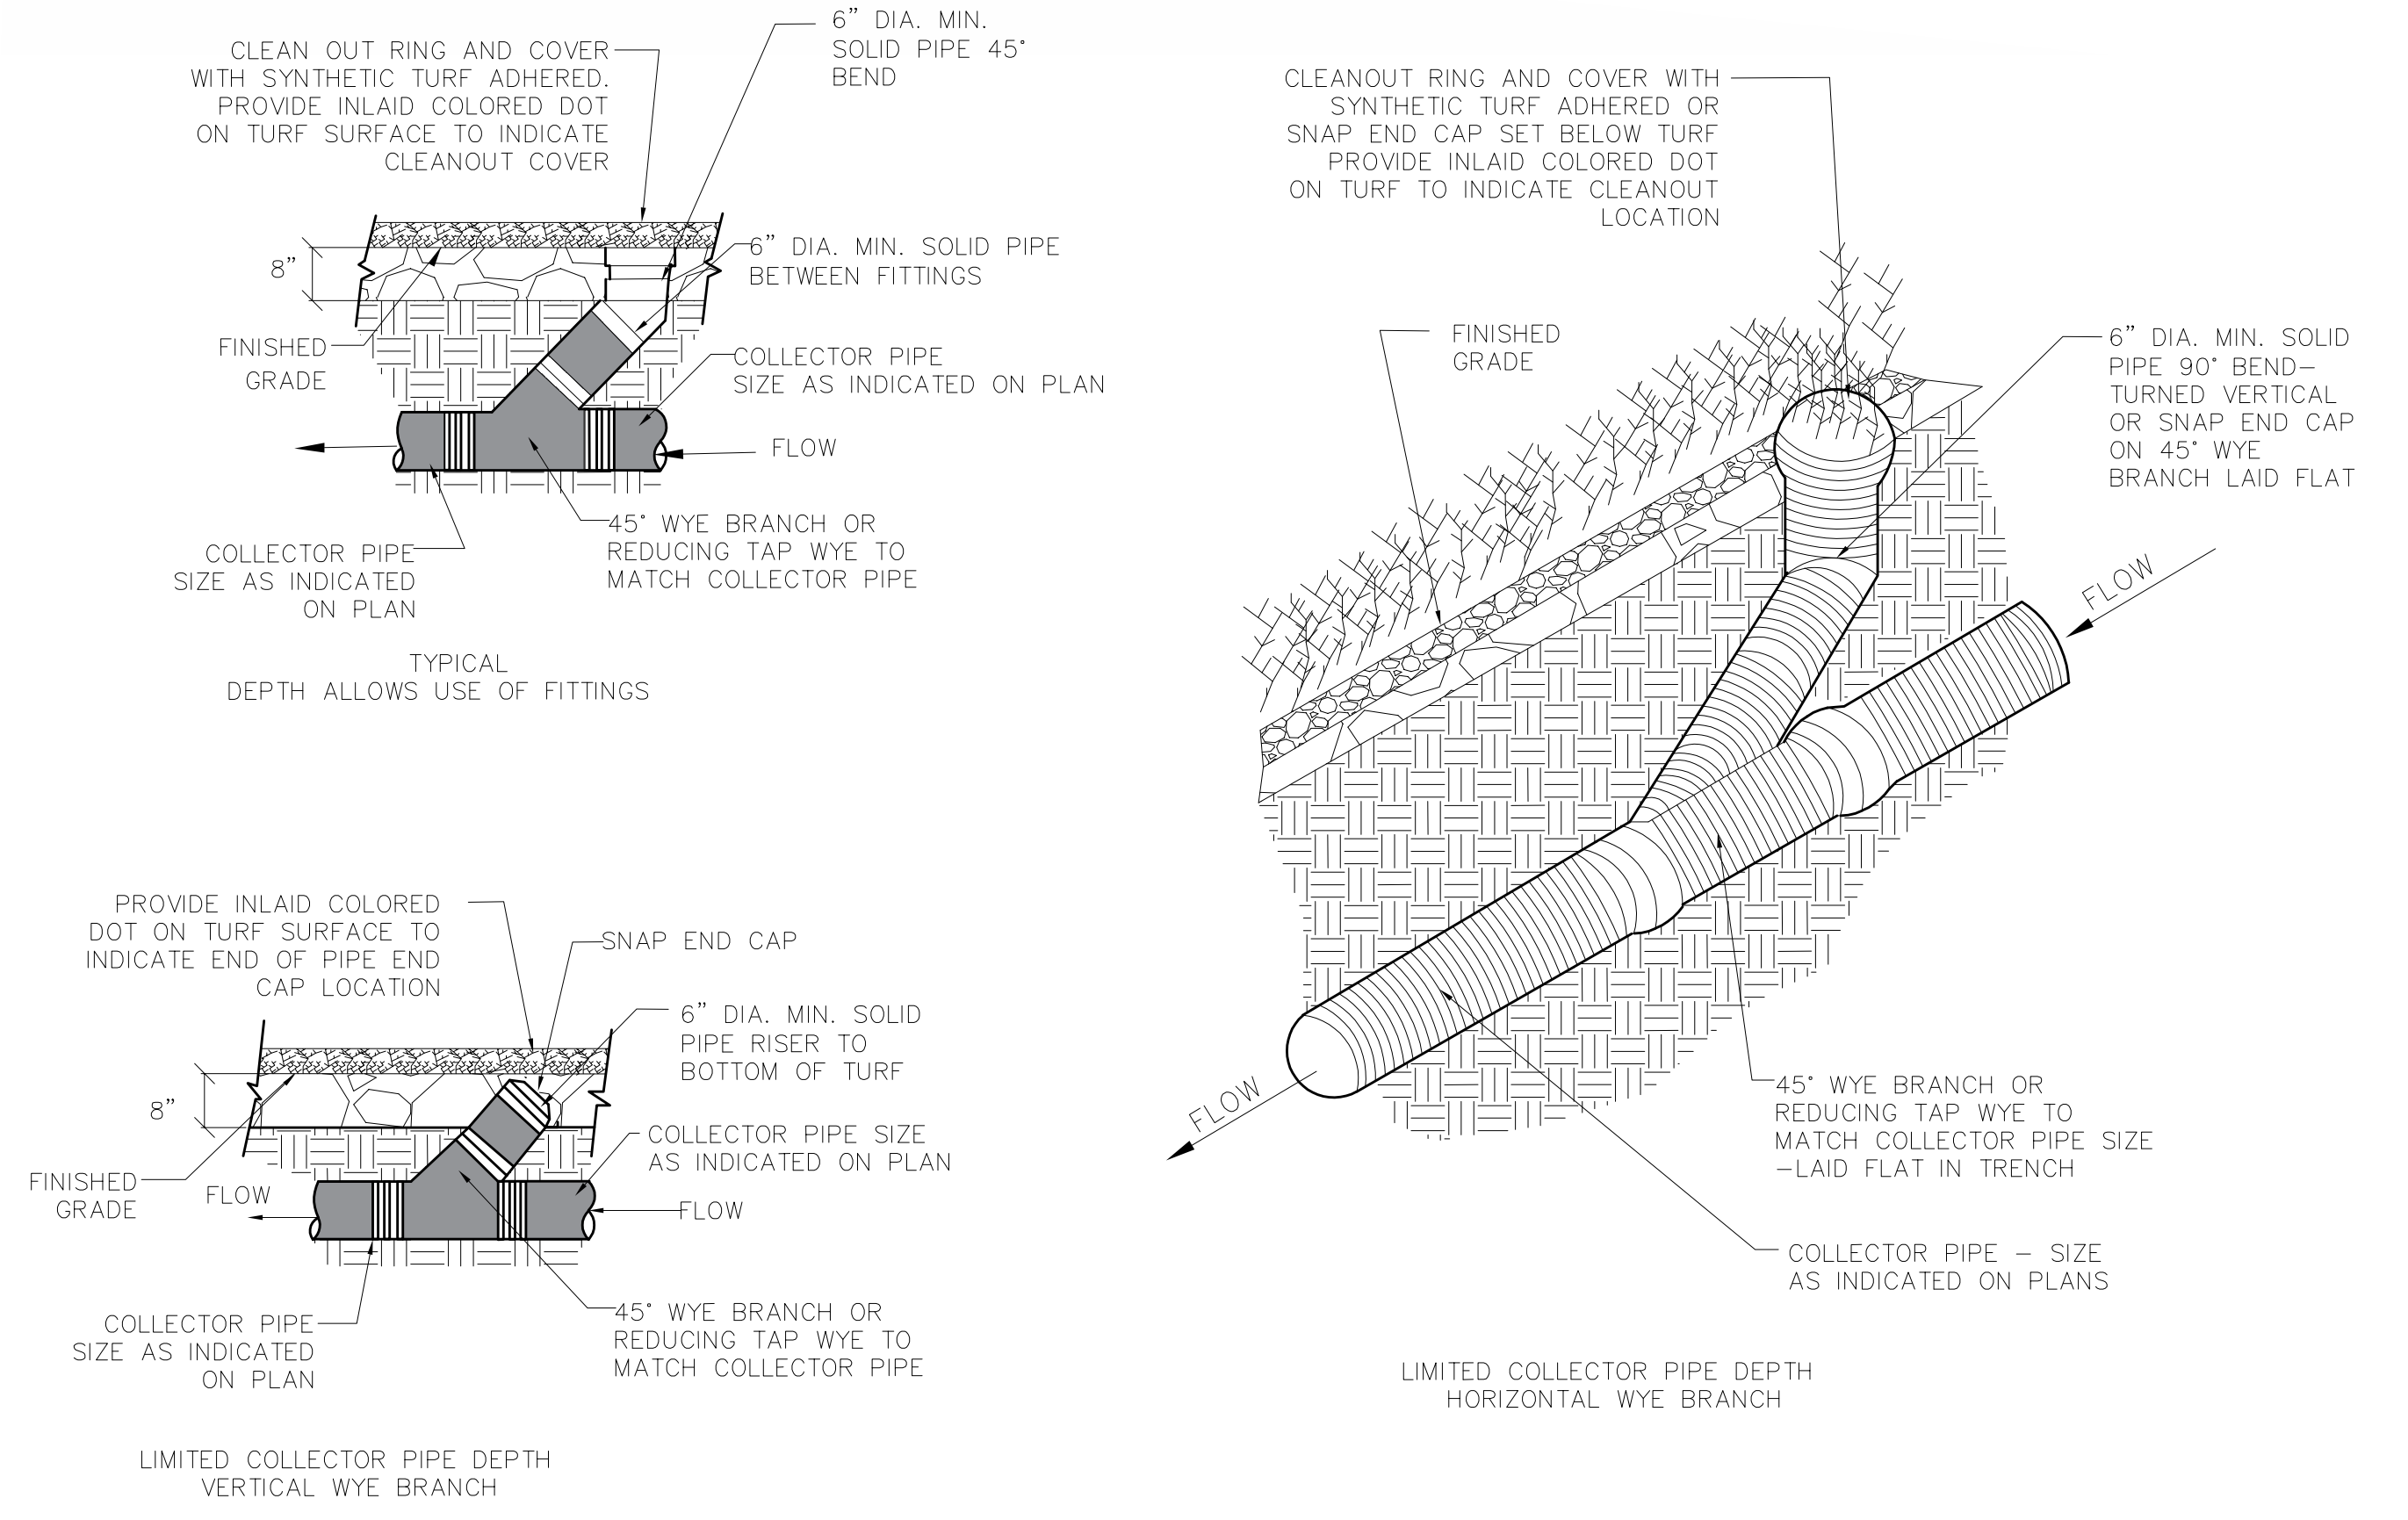 6" DIA. MIN.
SOLID PIPE 45°
BEND
CLEAN OUT RING AND COVER
WITH SYNTHETIC TURF ADHERED.
PROVIDE INLAID COLORED DOT
ON TURF SURFACE TO INDICATE
CLEANOUT COVER
6" DIA. MIN. SOLID PIPE
BETWEEN FITTINGS
8"
FINISHED
GRADE
COLLECTOR PIPE
SIZE AS INDICATED ON PLAN
FLOW
45° WYE BRANCH OR
REDUCING TAP WYE TO
MATCH COLLECTOR PIPE
COLLECTOR PIPE
SIZE AS INDICATED
ON PLAN
TYPICAL
DEPTH ALLOWS USE OF FITTINGS
PROVIDE INLAID COLORED
DOT ON TURF SURFACE TO
INDICATE END OF PIPE END
CAP LOCATION
SNAP END CAP
6" DIA. MIN. SOLID
PIPE RISER TO
BOTTOM OF TURF
8"
COLLECTOR PIPE SIZE
AS INDICATED ON PLAN
FINISHED
GRADE
FLOW
FLOW
45° WYE BRANCH OR
REDUCING TAP WYE TO
MATCH COLLECTOR PIPE
COLLECTOR PIPE
SIZE AS INDICATED
ON PLAN
LIMITED COLLECTOR PIPE DEPTH
VERTICAL WYE BRANCH
CLEANOUT RING AND COVER WITH
SYNTHETIC TURF ADHERED OR
SNAP END CAP SET BELOW TURF
PROVIDE INLAID COLORED DOT
ON TURF TO INDICATE CLEANOUT
LOCATION
FINISHED
GRADE
6" DIA. MIN. SOLID
PIPE 90° BEND-
TURNED VERTICAL
OR SNAP END CAP
ON 45° WYE
BRANCH LAID FLAT
FLOW
FLOW
45° WYE BRANCH OR
REDUCING TAP WYE TO
MATCH COLLECTOR PIPE SIZE
-LAID FLAT IN TRENCH
COLLECTOR PIPE - SIZE
AS INDICATED ON PLANS
LIMITED COLLECTOR PIPE DEPTH
HORIZONTAL WYE BRANCH